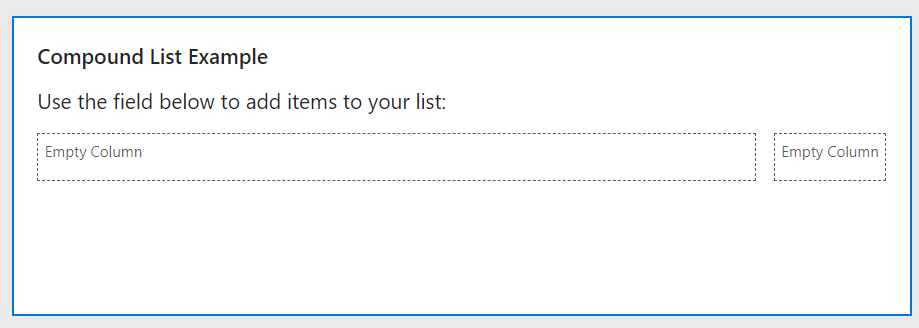 Compound List Example
Use the field below to add items to your list:
Empty Column Empty Column